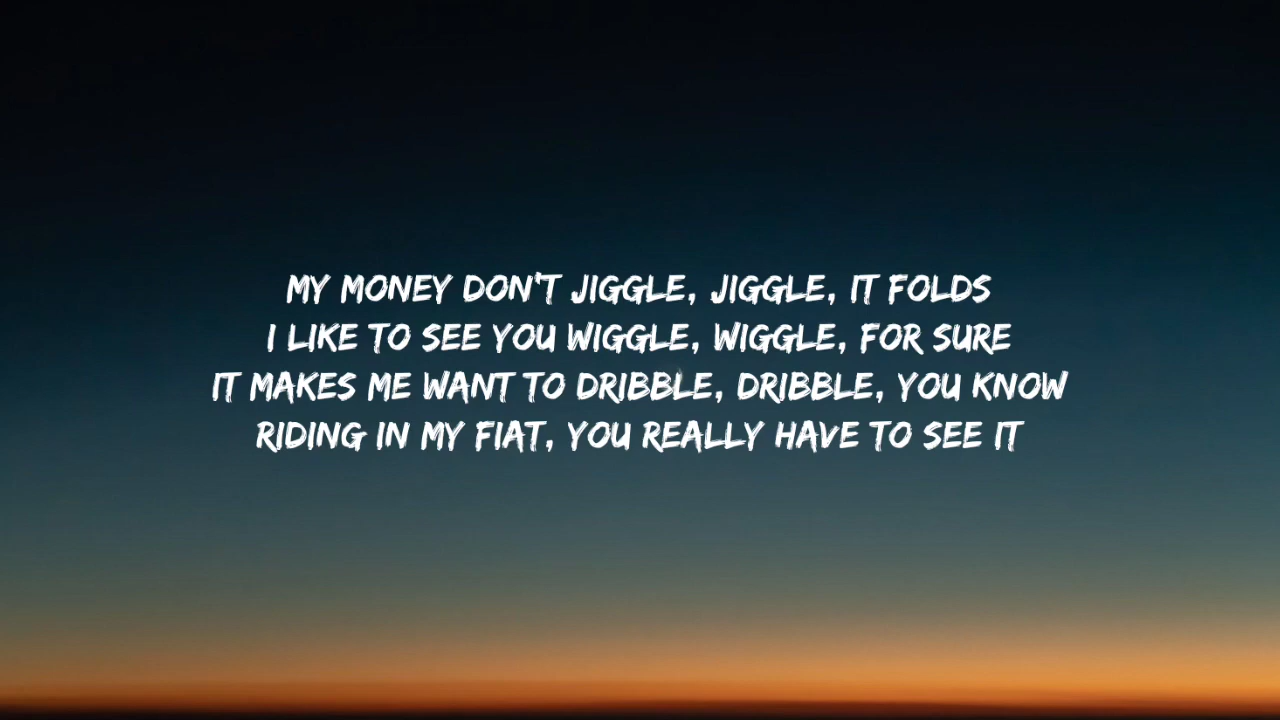 MY MONEY DON'T JIGGLE, JIGGLE, IT FOLDS
I LIKE TO SEE YOU WIGGLE, WIGGLE, FOR SURE
IT MAKES ME WANT TO DRIBBLE, DRIBBLE, YOU KNOW
RIDING IN MY FIAT, YOU REALLY HAVE TO SEE IT